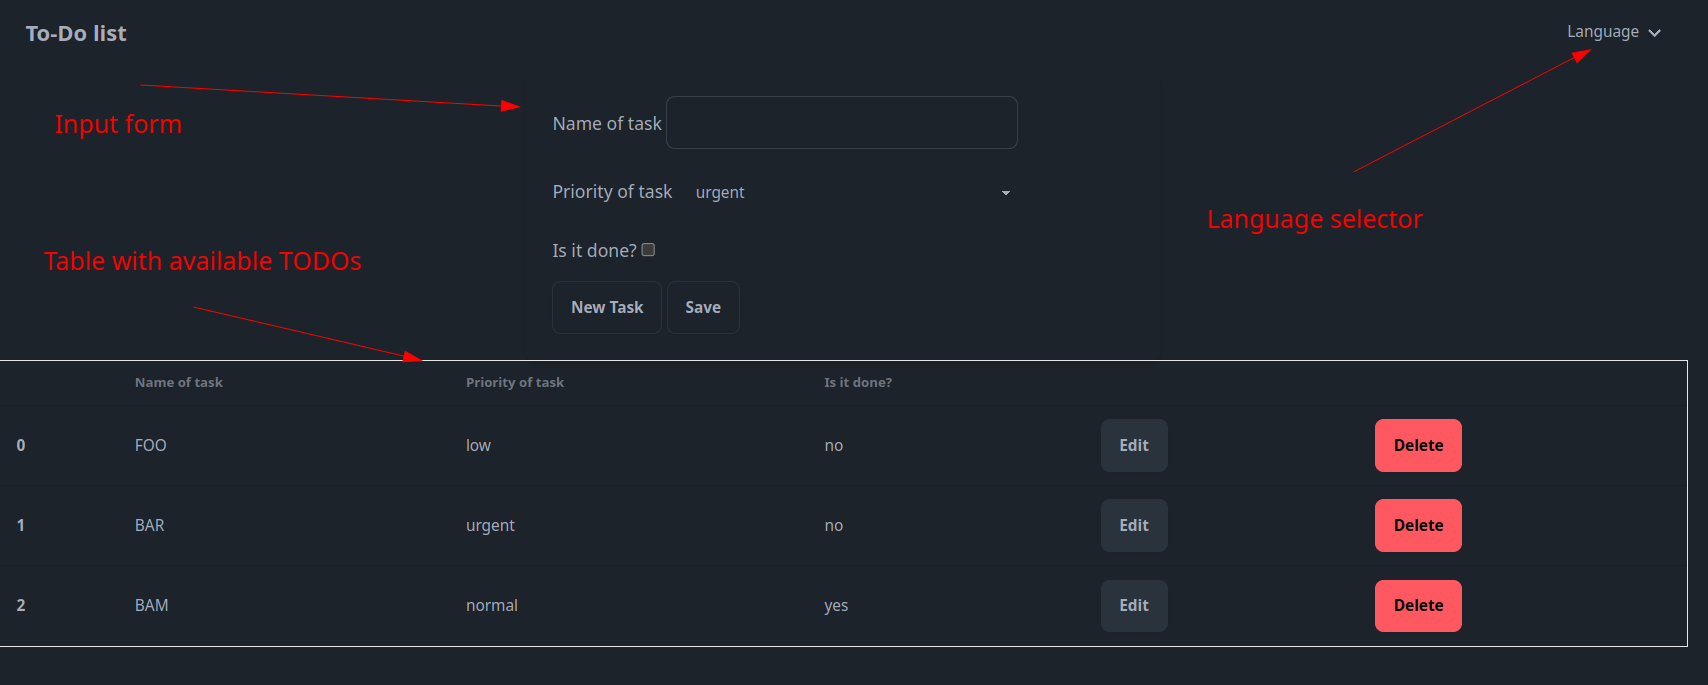 To-Do list
Language
Input form
Name of task
Priority of task urgent
Language selector
Is it done?
Table with available TODOs
New Task Save
Name of task Priority of task Is it done?
0 FOO low no Edit Delete
1 BAR urgent no Edit Delete
2 BAM normal yes Edit Delete